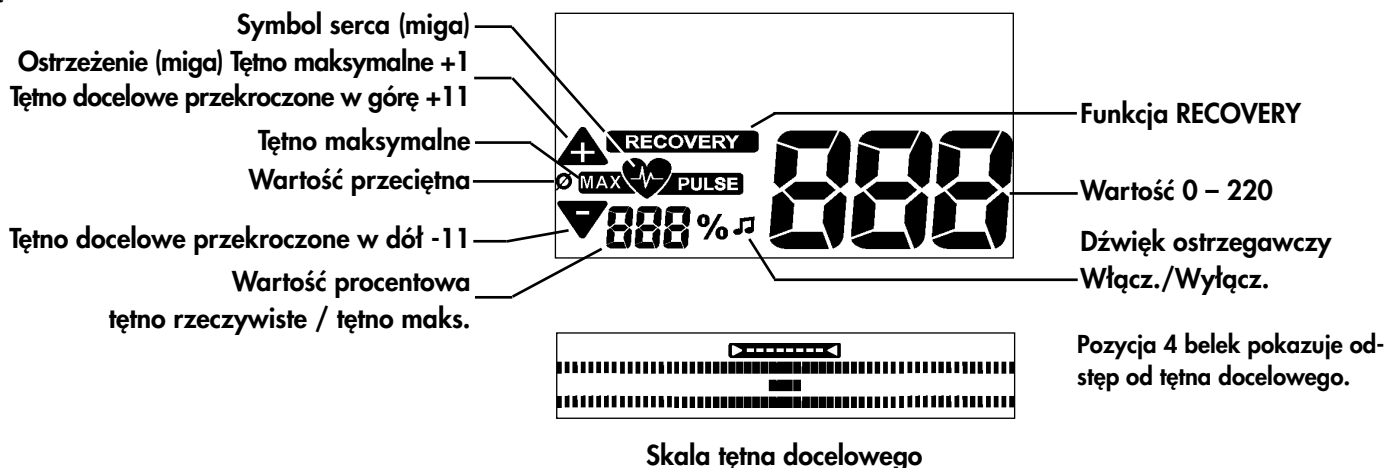 Symbol serca (miga)
Ostrzeżenie (miga) Tętno maksymalne +1
Tętno docelowe przekroczone w górę +11
Tętno maksymalne
Wartość przeciętna
Tętno docelowe przekroczone w dół -11
Wartość procentowa
tętno rzeczywiste / tętno maks.
+ RECOVERY
Ø MAX PULSE
- 888 % ♫
888
Funkcja RECOVERY
Wartość 0 – 220
Dźwięk ostrzegawczy
Włącz./Wyłącz.
Pozycja 4 belek pokazuje od-
stęp od tętna docelowego.
Skala tętna docelowego